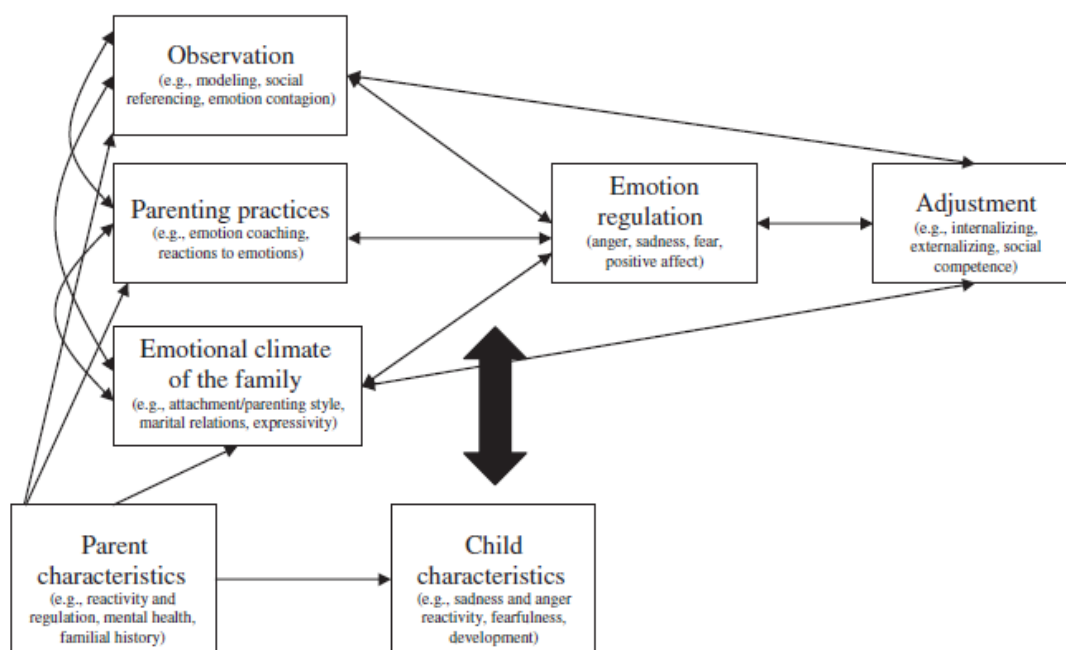 Observation
(e.g., modeling, social
referencing, emotion contagion)
Parenting practices
(e.g., emotion coaching,
reactions to emotions)
Emotion
regulation
(anger, sadness, fear,
positive affect)
Adjustment
(e.g., internalizing,
externalizing, social
competence)
Emotional climate
of the family
(e.g., attachment/parenting style,
marital relations, expressivity)
Parent
characteristics
(e.g., reactivity and
regulation, mental health,
familial history)
Child
characteristics
(e.g., sadness and anger
reactivity, fearfulness,
development)